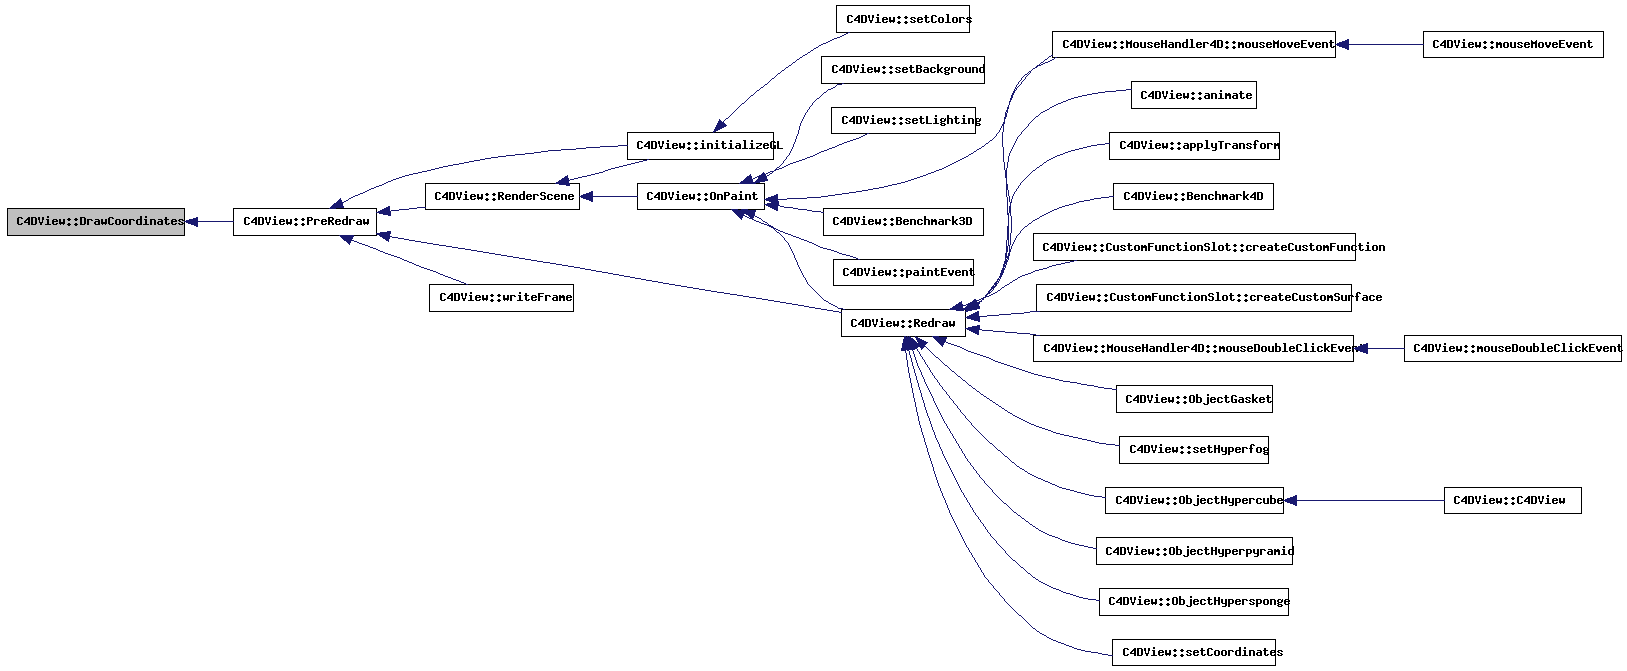 C4DView::setColors
C4DView::MouseHandler4D::mouseMoveEvent
C4DView::mouseMoveEvent
C4DView::setBackground
C4DView::animate
C4DView::setLighting
C4DView::initializeGL
C4DView::applyTransform
C4DView::RenderScene
C4DView::OnPaint
C4DView::Benchmark4D
C4DView::DrawCoordinates
C4DView::PreRedraw
C4DView::Benchmark3D
C4DView::CustomFunctionSlot::createCustomFunction
C4DView::paintEvent
C4DView::writeFrame
C4DView::CustomFunctionSlot::createCustomSurface
C4DView::Redraw
C4DView::MouseHandler4D::mouseDoubleClickEvent
C4DView::mouseDoubleClickEvent
C4DView::ObjectGasket
C4DView::setHyperfog
C4DView::ObjectHypercube
C4DView::C4DView
C4DView::ObjectHyperpyramid
C4DView::ObjectHypersponge
C4DView::setCoordinates